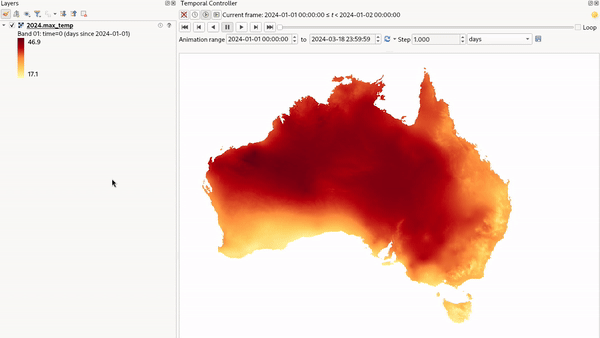 Layers
Temporal Controller
Current frame: 2024-01-01 00:00:00 ≤ t < 2024-01-02 00:00:00
Loop
Animation range 2024-01-01 00:00:00 to 2024-03-18 23:59:59 Step 1.000 days
2024.max_temp
Band 01: time=0 (days since 2024-01-01)
46.9
17.1